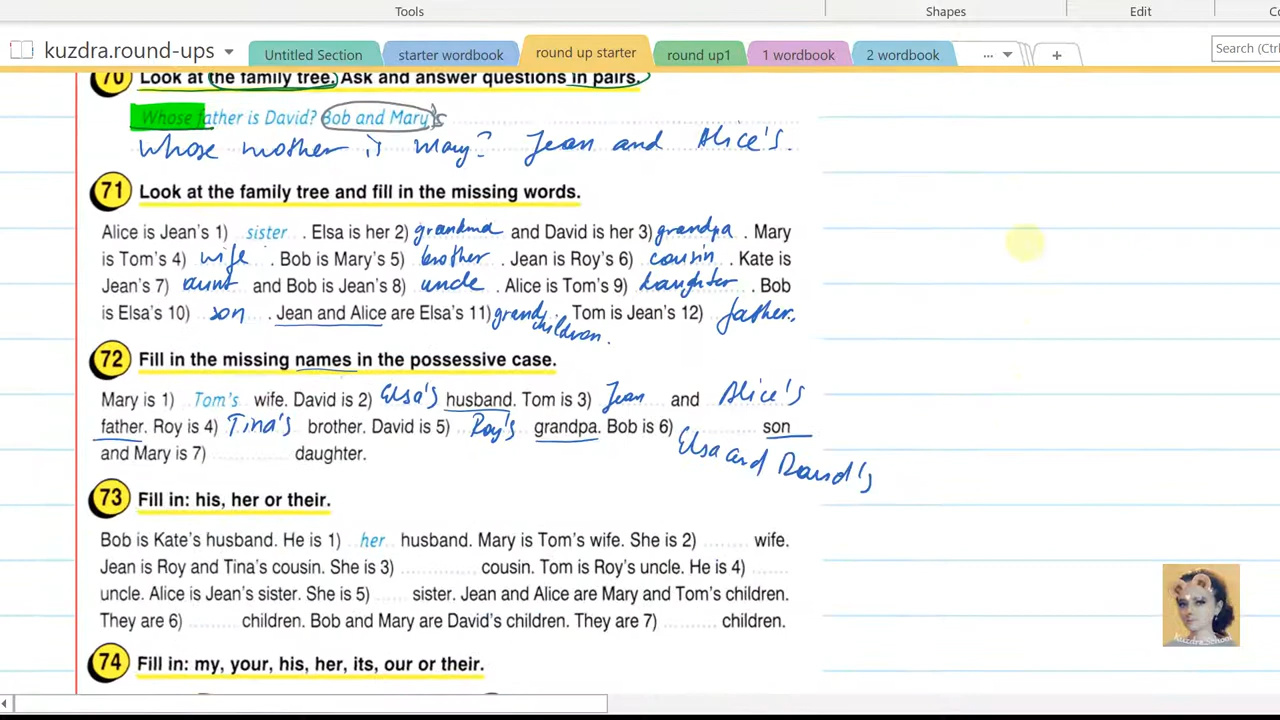 Tools Shapes Edit Co
kuzdra.round-ups Untitled Section starter wordbook round up starter round up1 1 wordbook 2 wordbook ... + Search (Ctrl
70 Look at the family tree. Ask and answer questions in pairs.
Whose father is David? Bob and Mary's
Whose mother is Mary? Jean and Alice's.
71 Look at the family tree and fill in the missing words.
Alice is Jean's 1) sister . Elsa is her 2) grandma and David is her 3) grandpa . Mary
is Tom's 4) wife . Bob is Mary's 5) brother . Jean is Roy's 6) cousin . Kate is
Jean's 7) aunt and Bob is Jean's 8) uncle . Alice is Tom's 9) daughter . Bob
is Elsa's 10) son . Jean and Alice are Elsa's 11) grand . Tom is Jean's 12) father.
children.
72 Fill in the missing names in the possessive case.
Mary is 1) Tom's wife. David is 2) Elsa's husband. Tom is 3) Jean and Alice's
father. Roy is 4) Tina's brother. David is 5) Roy's grandpa. Bob is 6) ........ son
Elsa and David's
and Mary is 7) ........ daughter.
73 Fill in: his, her or their.
Bob is Kate's husband. He is 1) her husband. Mary is Tom's wife. She is 2) ........ wife.
Jean is Roy and Tina's cousin. She is 3) ........ cousin. Tom is Roy's uncle. He is 4) ........
uncle. Alice is Jean's sister. She is 5) ..... sister. Jean and Alice are Mary and Tom's children.
They are 6) ........ children. Bob and Mary are David's children. They are 7) ........ children.
Kuzdra.School
74 Fill in: my, your, his, her, its, our or their.